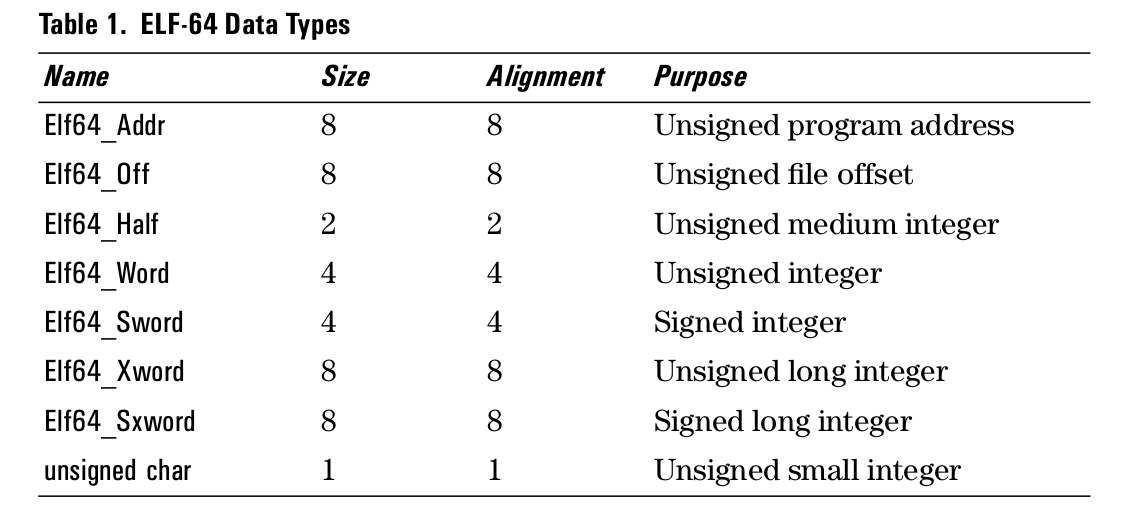 Table 1. ELF-64 Data Types
Name Size Alignment Purpose
Elf64_Addr 8 8 Unsigned program address
Elf64_Off 8 8 Unsigned file offset
Elf64_Half 2 2 Unsigned medium integer
Elf64_Word 4 4 Unsigned integer
Elf64_Sword 4 4 Signed integer
Elf64_Xword 8 8 Unsigned long integer
Elf64_Sxword 8 8 Signed long integer
unsigned char 1 1 Unsigned small integer